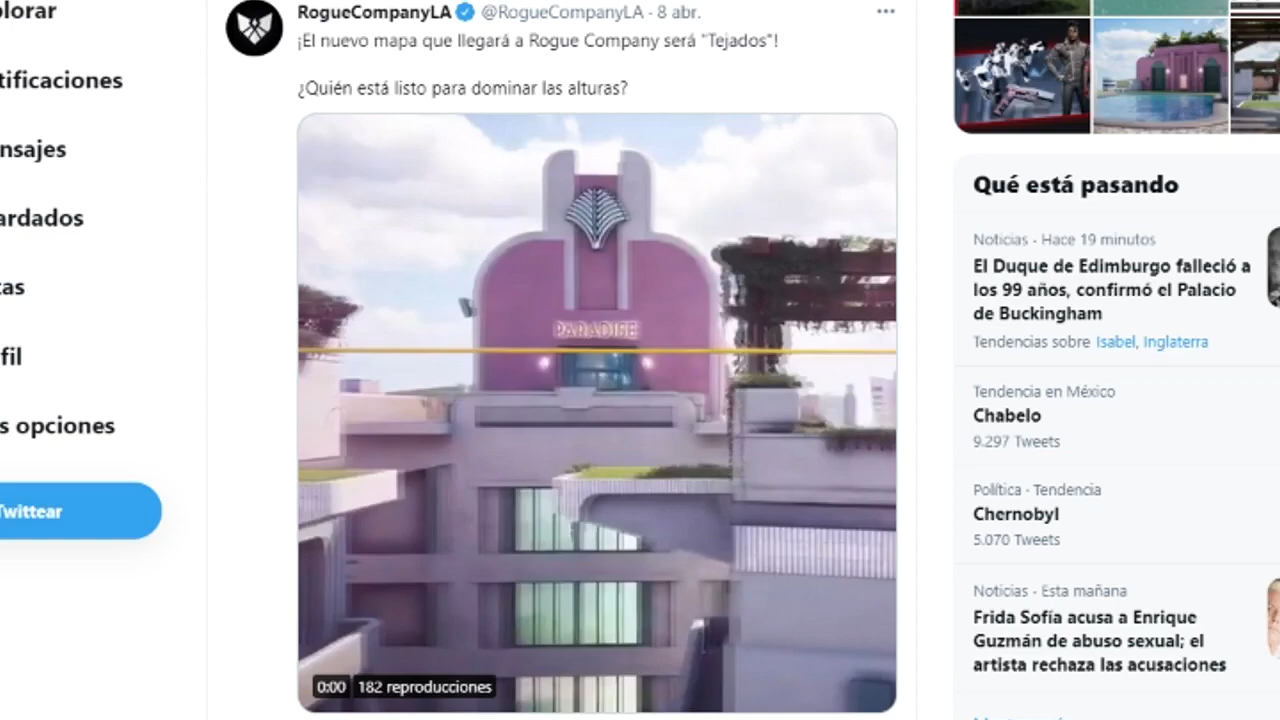 plorar
tificaciones
nsajes
ardados
tas
fil
s opciones
Twittear
RogueCompanyLA @RogueCompanyLA · 8 abr.
¡El nuevo mapa que llegará a Rogue Company será "Tejados"!
¿Quién está listo para dominar las alturas?
PARADISE
0:00 182 reproducciones
Qué está pasando
Noticias · Hace 19 minutos
El Duque de Edimburgo falleció a
los 99 años, confirmó el Palacio
de Buckingham
Tendencias sobre Isabel, Inglaterra
Tendencia en México
Chabelo
9.297 Tweets
Política · Tendencia
Chernobyl
5.070 Tweets
Noticias · Esta mañana
Frida Sofía acusa a Enrique
Guzmán de abuso sexual; el
artista rechaza las acusaciones